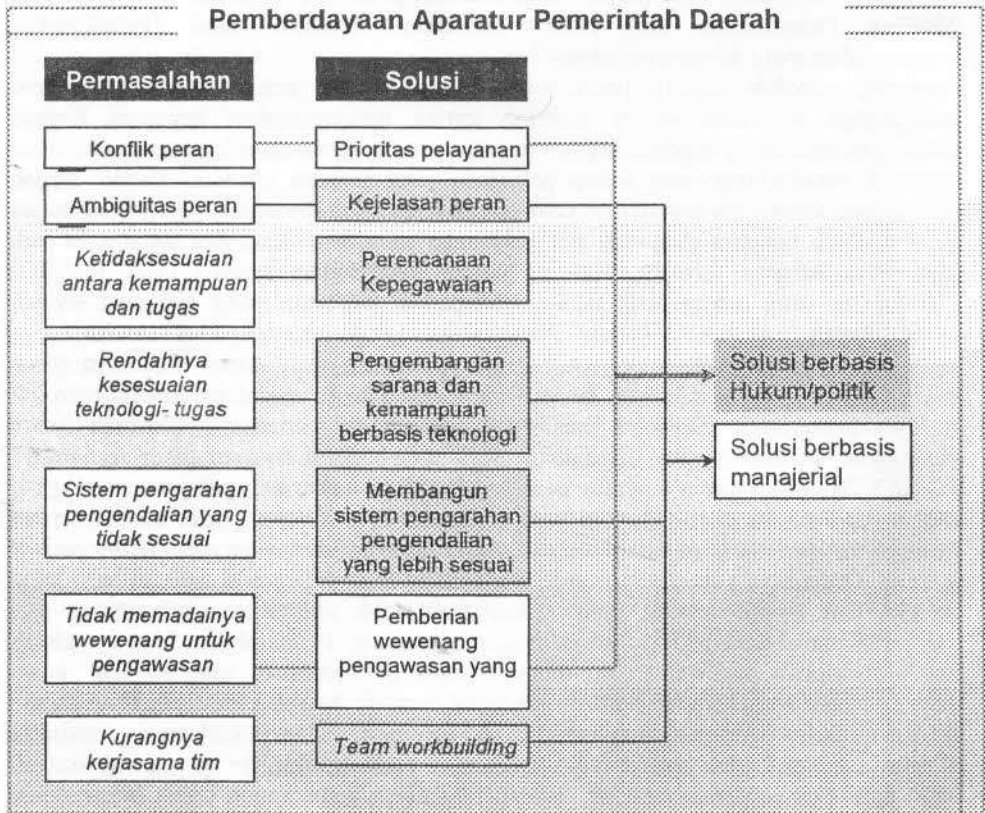 Pemberdayaan Aparatur Pemerintah Daerah
Permasalahan
Solusi
Konflik peran
Prioritas pelayanan
Ambiguitas peran
Kejelasan peran
Ketidaksesuaian
antara kemampuan
dan tugas
Perencanaan
Kepegawaian
Rendahnya
kesesuaian
teknologi- tugas
Pengembangan
sarana dan
kemampuan
berbasis teknologi
Sistem pengarahan
pengendalian yang
tidak sesuai
Membangun
sistem pengarahan
pengendalian
yang lebih sesuai
Tidak memadainya
wewenang untuk
pengawasan
Pemberian
wewenang
pengawasan yang
Kurangnya
kerjasama tim
Team workbuilding
Solusi berbasis
Hukum/politik
Solusi berbasis
manajerial